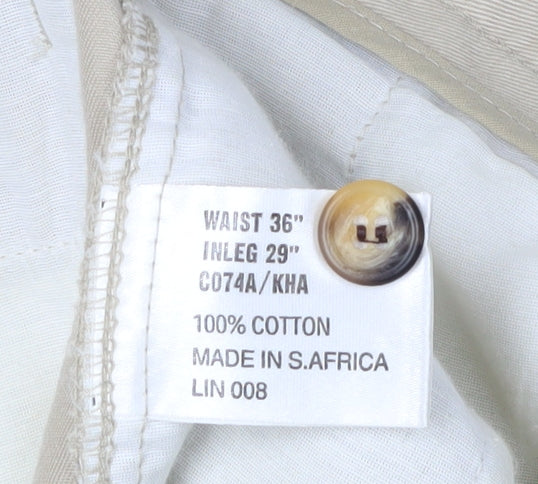 WAIST 36"
INLEG 29"
C074A/KHA
100% COTTON
MADE IN S.AFRICA
LIN 008